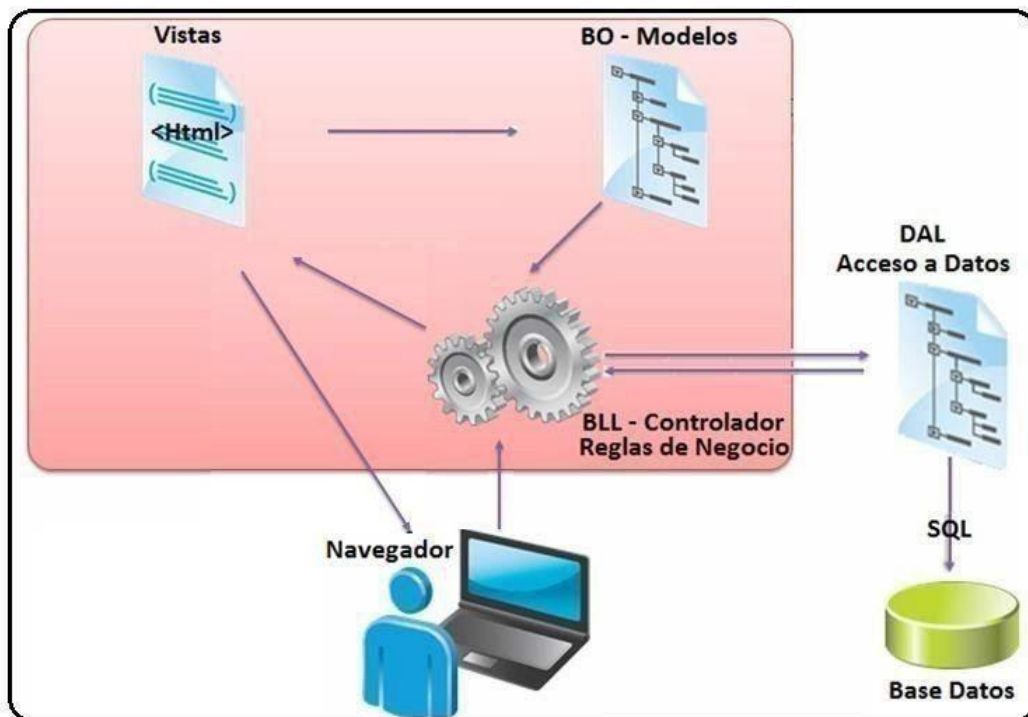 Vistas
BO - Modelos
<Html>
DAL
Acceso a Datos
BLL - Controlador
Reglas de Negocio
Navegador
SQL
Base Datos